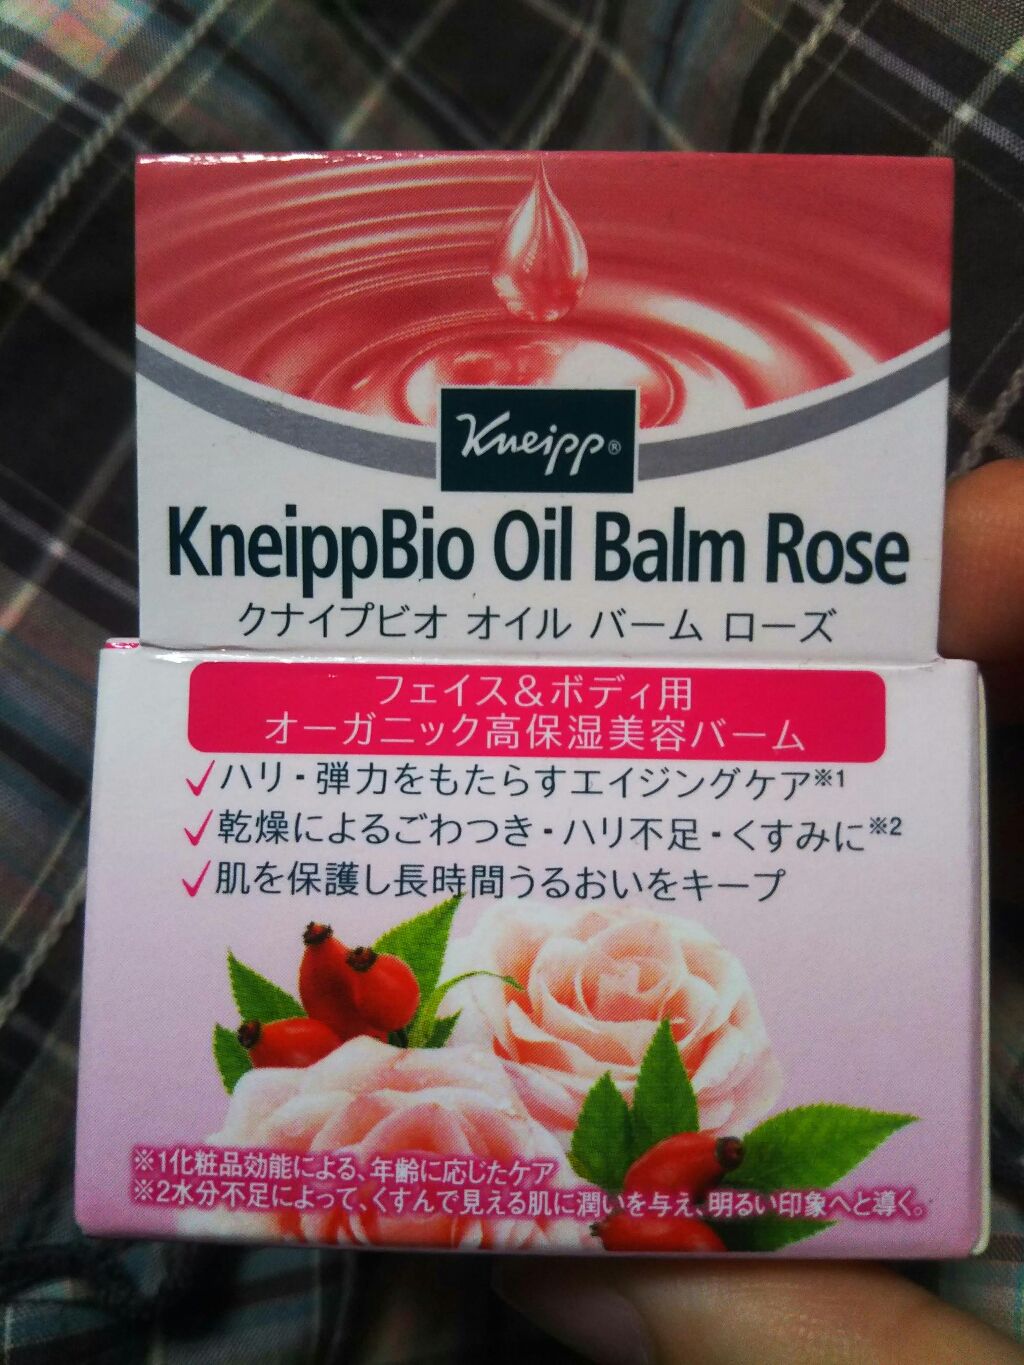 Kneipp®
KneippBio Oil Balm Rose
クナイプビオ オイル バーム ローズ
フェイス&ボディ用
オーガニック高保湿美容バーム
✓ハリ・弾力をもたらすエイジングケア※1
✓乾燥によるごわつき・ハリ不足・くすみに※2
✓肌を保護し長時間うるおいをキープ
※1化粧品効能による、年齢に応じたケア
※2水分不足によって、くすんで見える肌に潤いを与え、明るい印象へと導く。